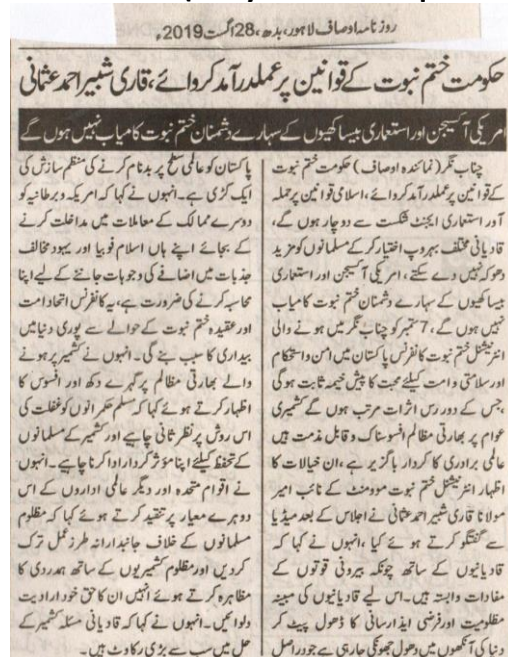 روزنامہ اوصاف لاہور، بدھ، 28 اگست 2019ء
حکومت ختم نبوت کے قوانین پر عملدرآمد کروائے، قاری شبیر احمد عثمانی
امریکی آکسیجن اور استعماری بیساکھیوں کے سہارے دشمنان ختم نبوت کامیاب نہیں ہوں گے
چناب نگر (نمائندہ اوصاف) حکومت ختم نبوت
کے قوانین پر عملدرآمد کروائے، اسلامی قوانین پر حملہ
آور استعماری ایجنٹ شکست سے دوچار ہوں گے،
قادیانی مختلف بہروپ اختیار کر کے مسلمانوں کو مزید
دھوکہ نہیں دے سکتے، امریکی آکسیجن اور استعماری
بیساکھیوں کے سہارے دشمنان ختم نبوت کامیاب
نہیں ہوں گے، 7 ستمبر کو چناب نگر میں ہونے والی
انٹرنیشنل ختم نبوت کانفرنس پاکستان میں امن واستحکام
اور سلامتی وامت کیلئے محبت کا پیش خیمہ ثابت ہوگی
،جس کے دور رس اثرات مرتب ہوں گے کشمیری
عوام پر بھارتی مظالم افسوسناک و قابل مذمت ہیں
عالمی برادری کا کردار ناگزیر ہے، ان خیالات کا
اظہار انٹرنیشنل ختم نبوت موومنٹ کے نائب امیر
مولانا قاری شبیر احمد عثمانی نے اجلاس کے بعد میڈیا
سے گفتگو کرتے ہوئے کیا، انہوں نے کہا کہ
قادیانیوں کے ساتھ چونکہ بیرونی قوتوں کے
مفادات وابستہ ہیں۔ اس لیے قادیانیوں کی مبینہ
مظلومیت اور فرضی ایذارسانی کا ڈھول پیٹ کر
دنیا کی آنکھوں میں دھول جھونکی جارہی ہے جو دراصل
پاکستان کو عالمی سطح پر بدنام کرنے کی منظم سازش کی
ایک کڑی ہے۔ انہوں نے کہا کہ امریکہ و برطانیہ کو
دوسرے ممالک کے معاملات میں مداخلت کرنے
کے بجائے اپنے ہاں اسلام فوبیا اور یہود مخالف
جذبات میں اضافے کی وجوہات جاننے کے لیے اپنا
محاسبہ کرنے کی ضرورت ہے، یہ کانفرنس اتحاد امت
اور عقیدہ ختم نبوت کے حوالے سے پوری دنیا میں
بیداری کا سبب بنے گی۔ انہوں نے کشمیر پر ہونے
والے بھارتی مظالم پر گہرے دکھ اور افسوس کا
اظہار کرتے ہوئے کہا کہ مسلم حکمرانوں کو غفلت کی
اس روش پر نظر ثانی چاہیے اور کشمیر کے مسلمانوں
کے تحفظ کیلئے اپنا مؤثر کردار ادا کرنا چاہیے۔ انہوں
نے اقوام متحدہ اور دیگر عالمی اداروں کے اس
دوہرے معیار پر تنقید کرتے ہوئے کہا کہ مظلوم
مسلمانوں کے خلاف جانبدارانہ طرز عمل ترک
کردیں اور مظلوم کشمیریوں کے ساتھ ہمدردی کا
مظاہرہ کرتے ہوئے انہیں ان کا حق خود ارادیت
دلوائیں۔ انہوں نے کہا کہ قادیانی مسئلہ کشمیر کے
حل میں سب سے بڑی رکاوٹ ہیں۔